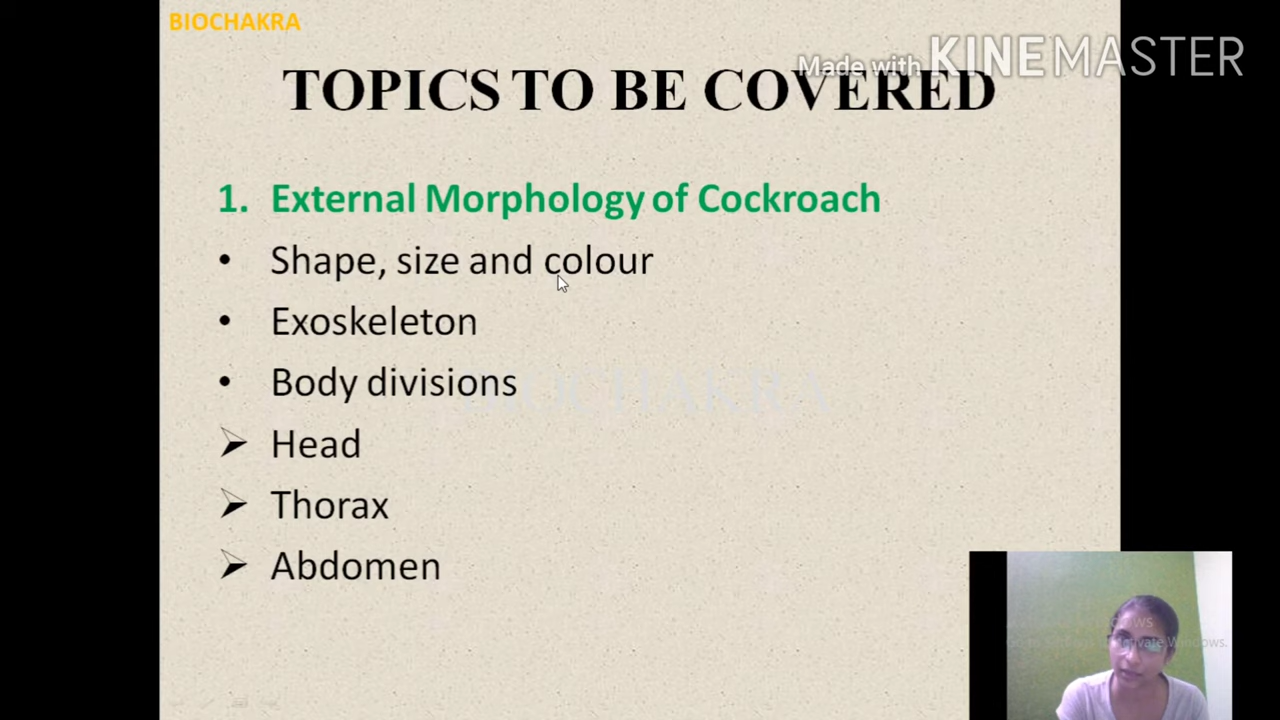 BIOCHAKRA
Made with KINEMASTER
TOPICS TO BE COVERED
1. External Morphology of Cockroach
• Shape, size and colour
• Exoskeleton
• Body divisions
BIOCHAKRA
➢ Head
➢ Thorax
➢ Abdomen